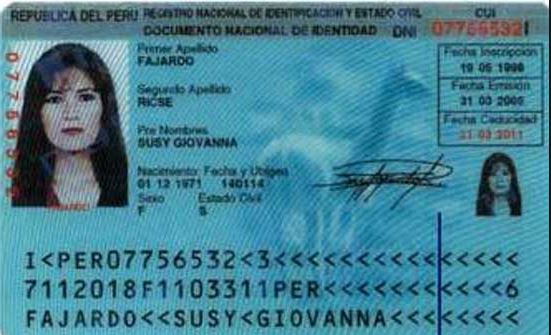 REPUBLICA DEL PERU REGISTRO NACIONAL DE IDENTIFICACION Y ESTADO CIVIL CUI
DOCUMENTO NACIONAL DE IDENTIDAD DNI 07756532 1
Primer Apellido
FAJARDO
Segundo Apellido
RICSE
Pre Nombres
SUSY GIOVANNA
Nacimiento: Fecha y Ubigeo
01 12 1971 140114
Sexo Estado Civil
F S
Fecha Inscripción
19 05 1998
Fecha Emisión
31 03 2005
Fecha Caducidad
31 03 2011
07756532
FAJARDO
I<PER07756532<3<<<<<<<<<<<<<<<
7112018F1103311PER<<<<<<<<<<<6
FAJARDO<<SUSY<GIOVANNA<<<<<<<<